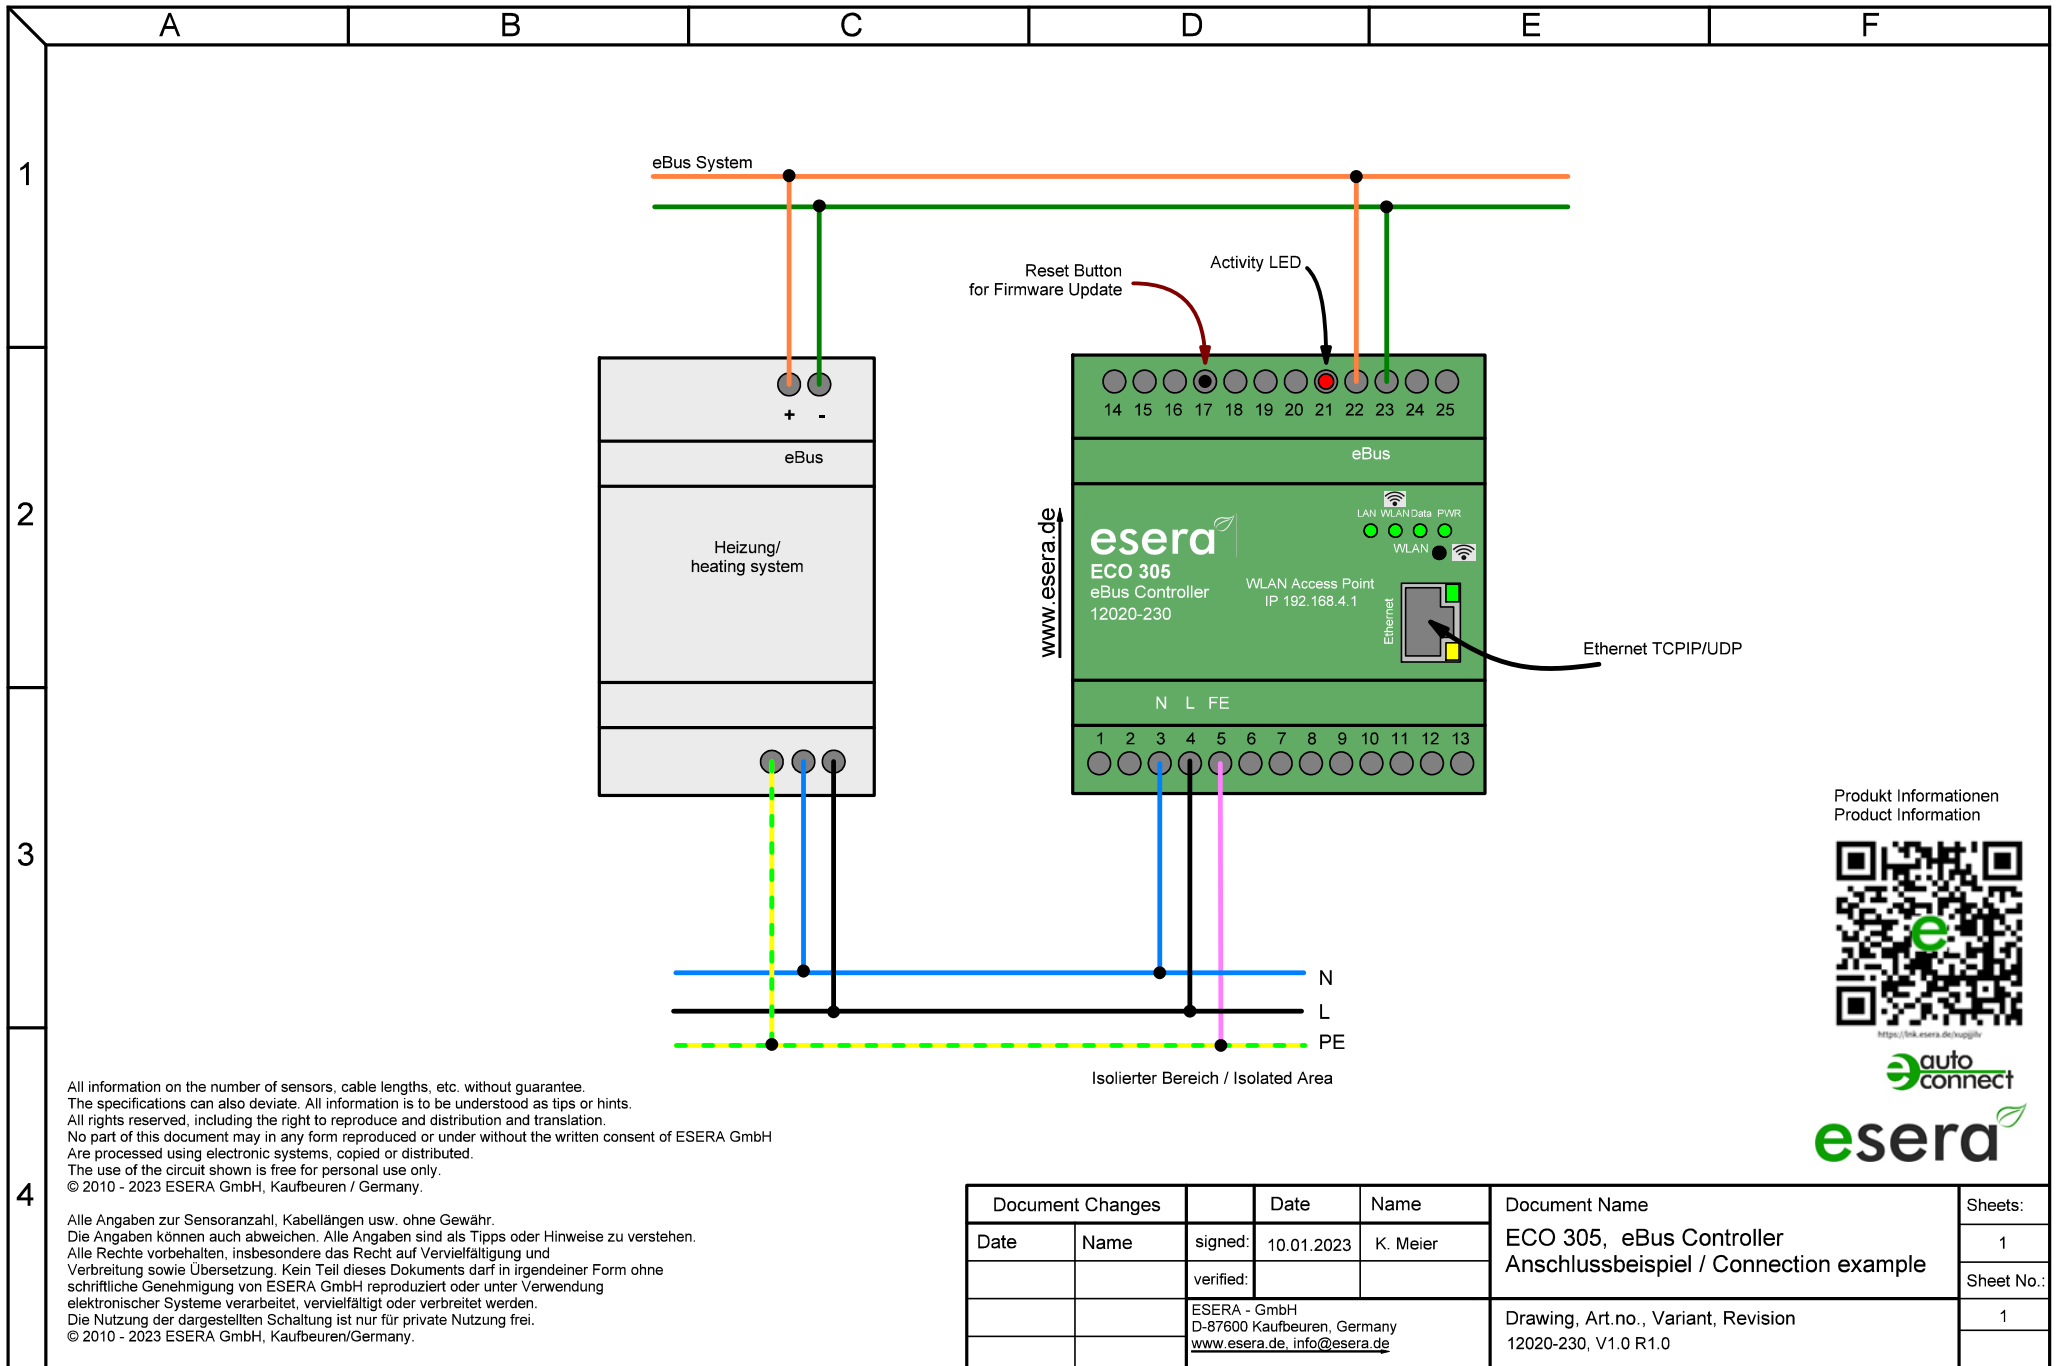 A B C D E F
1
2
3
4
eBus System
Reset Button
for Firmware Update
Activity LED
+ -
eBus
Heizung/
heating system
14 15 16 17 18 19 20 21 22 23 24 25
eBus
LAN WLAN Data PWR
WLAN
www.esera.de
esera
ECO 305
eBus Controller
12020-230
WLAN Access Point
IP 192.168.4.1
Ethernet
Ethernet TCPIP/UDP
N L FE
1 2 3 4 5 6 7 8 9 10 11 12 13
N
L
PE
Isolierter Bereich / Isolated Area
Produkt Informationen
Product Information
e
https://lnk.esera.de/xupjjllv
e auto
connect
esera
All information on the number of sensors, cable lengths, etc. without guarantee.
The specifications can also deviate. All information is to be understood as tips or hints.
All rights reserved, including the right to reproduce and distribution and translation.
No part of this document may in any form reproduced or under without the written consent of ESERA GmbH
Are processed using electronic systems, copied or distributed.
The use of the circuit shown is free for personal use only.
© 2010 - 2023 ESERA GmbH, Kaufbeuren / Germany.
Alle Angaben zur Sensoranzahl, Kabellängen usw. ohne Gewähr.
Die Angaben können auch abweichen. Alle Angaben sind als Tipps oder Hinweise zu verstehen.
Alle Rechte vorbehalten, insbesondere das Recht auf Vervielfältigung und
Verbreitung sowie Übersetzung. Kein Teil dieses Dokuments darf in irgendeiner Form ohne
schriftliche Genehmigung von ESERA GmbH reproduziert oder unter Verwendung
elektronischer Systeme verarbeitet, vervielfältigt oder verbreitet werden.
Die Nutzung der dargestellten Schaltung ist nur für private Nutzung frei.
© 2010 - 2023 ESERA GmbH, Kaufbeuren/Germany.
Document Changes
Date Name
Date Name
signed: 10.01.2023 K. Meier
verified:
ESERA - GmbH
D-87600 Kaufbeuren, Germany
www.esera.de, info@esera.de
Document Name
ECO 305, eBus Controller
Anschlussbeispiel / Connection example
Drawing, Art.no., Variant, Revision
12020-230, V1.0 R1.0
Sheets:
1
Sheet No.:
1